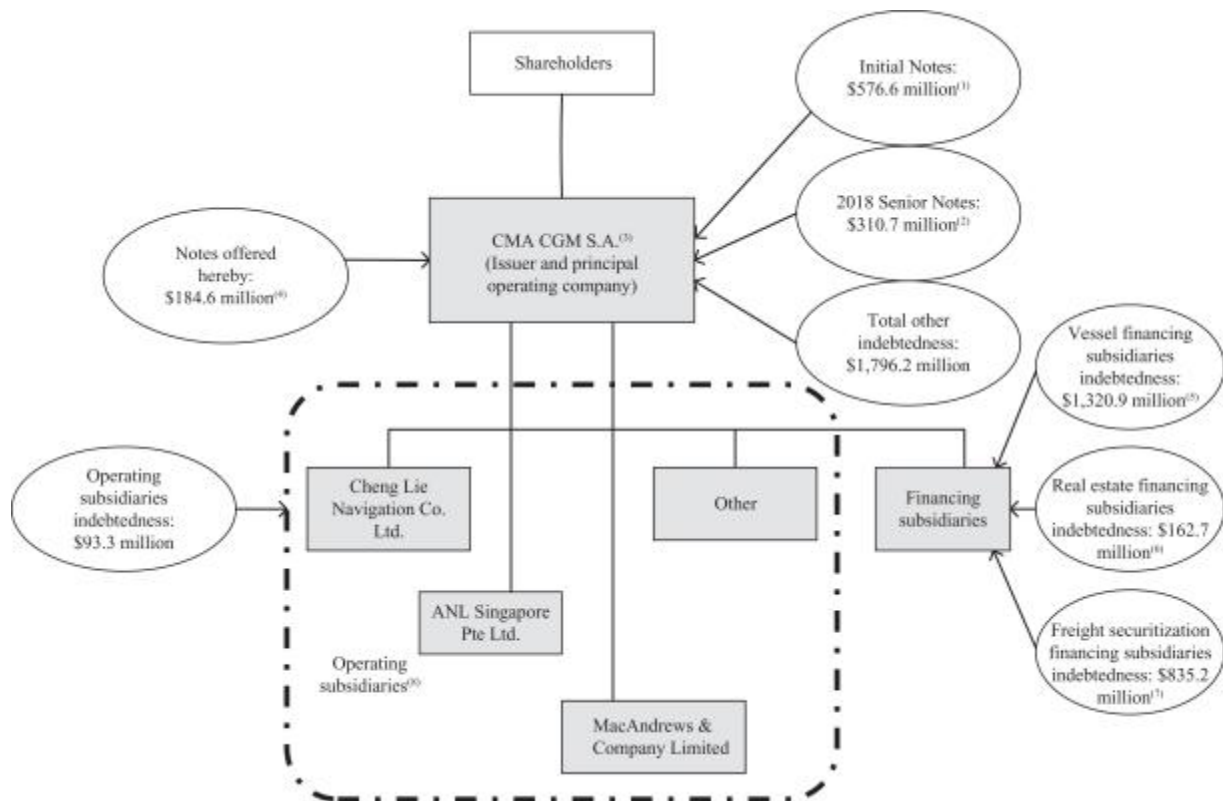 Shareholders
Initial Notes:
$576.6 million(1)
2018 Senior Notes:
$310.7 million(2)
CMA CGM S.A.(3)
(Issuer and principal
operating company)
Notes offered
hereby:
$184.6 million(4)
Total other
indebtedness:
$1,796.2 million
Vessel financing
subsidiaries
indebtedness:
$1,320.9 million(5)
Operating
subsidiaries
indebtedness:
$93.3 million
Cheng Lie
Navigation Co.
Ltd.
Other
Financing
subsidiaries
Real estate financing
subsidiaries
indebtedness: $162.7
million(6)
ANL Singapore
Pte Ltd.
Operating
subsidiaries(8)
Freight securitization
financing subsidiaries
indebtedness: $835.2
million(7)
MacAndrews &
Company Limited